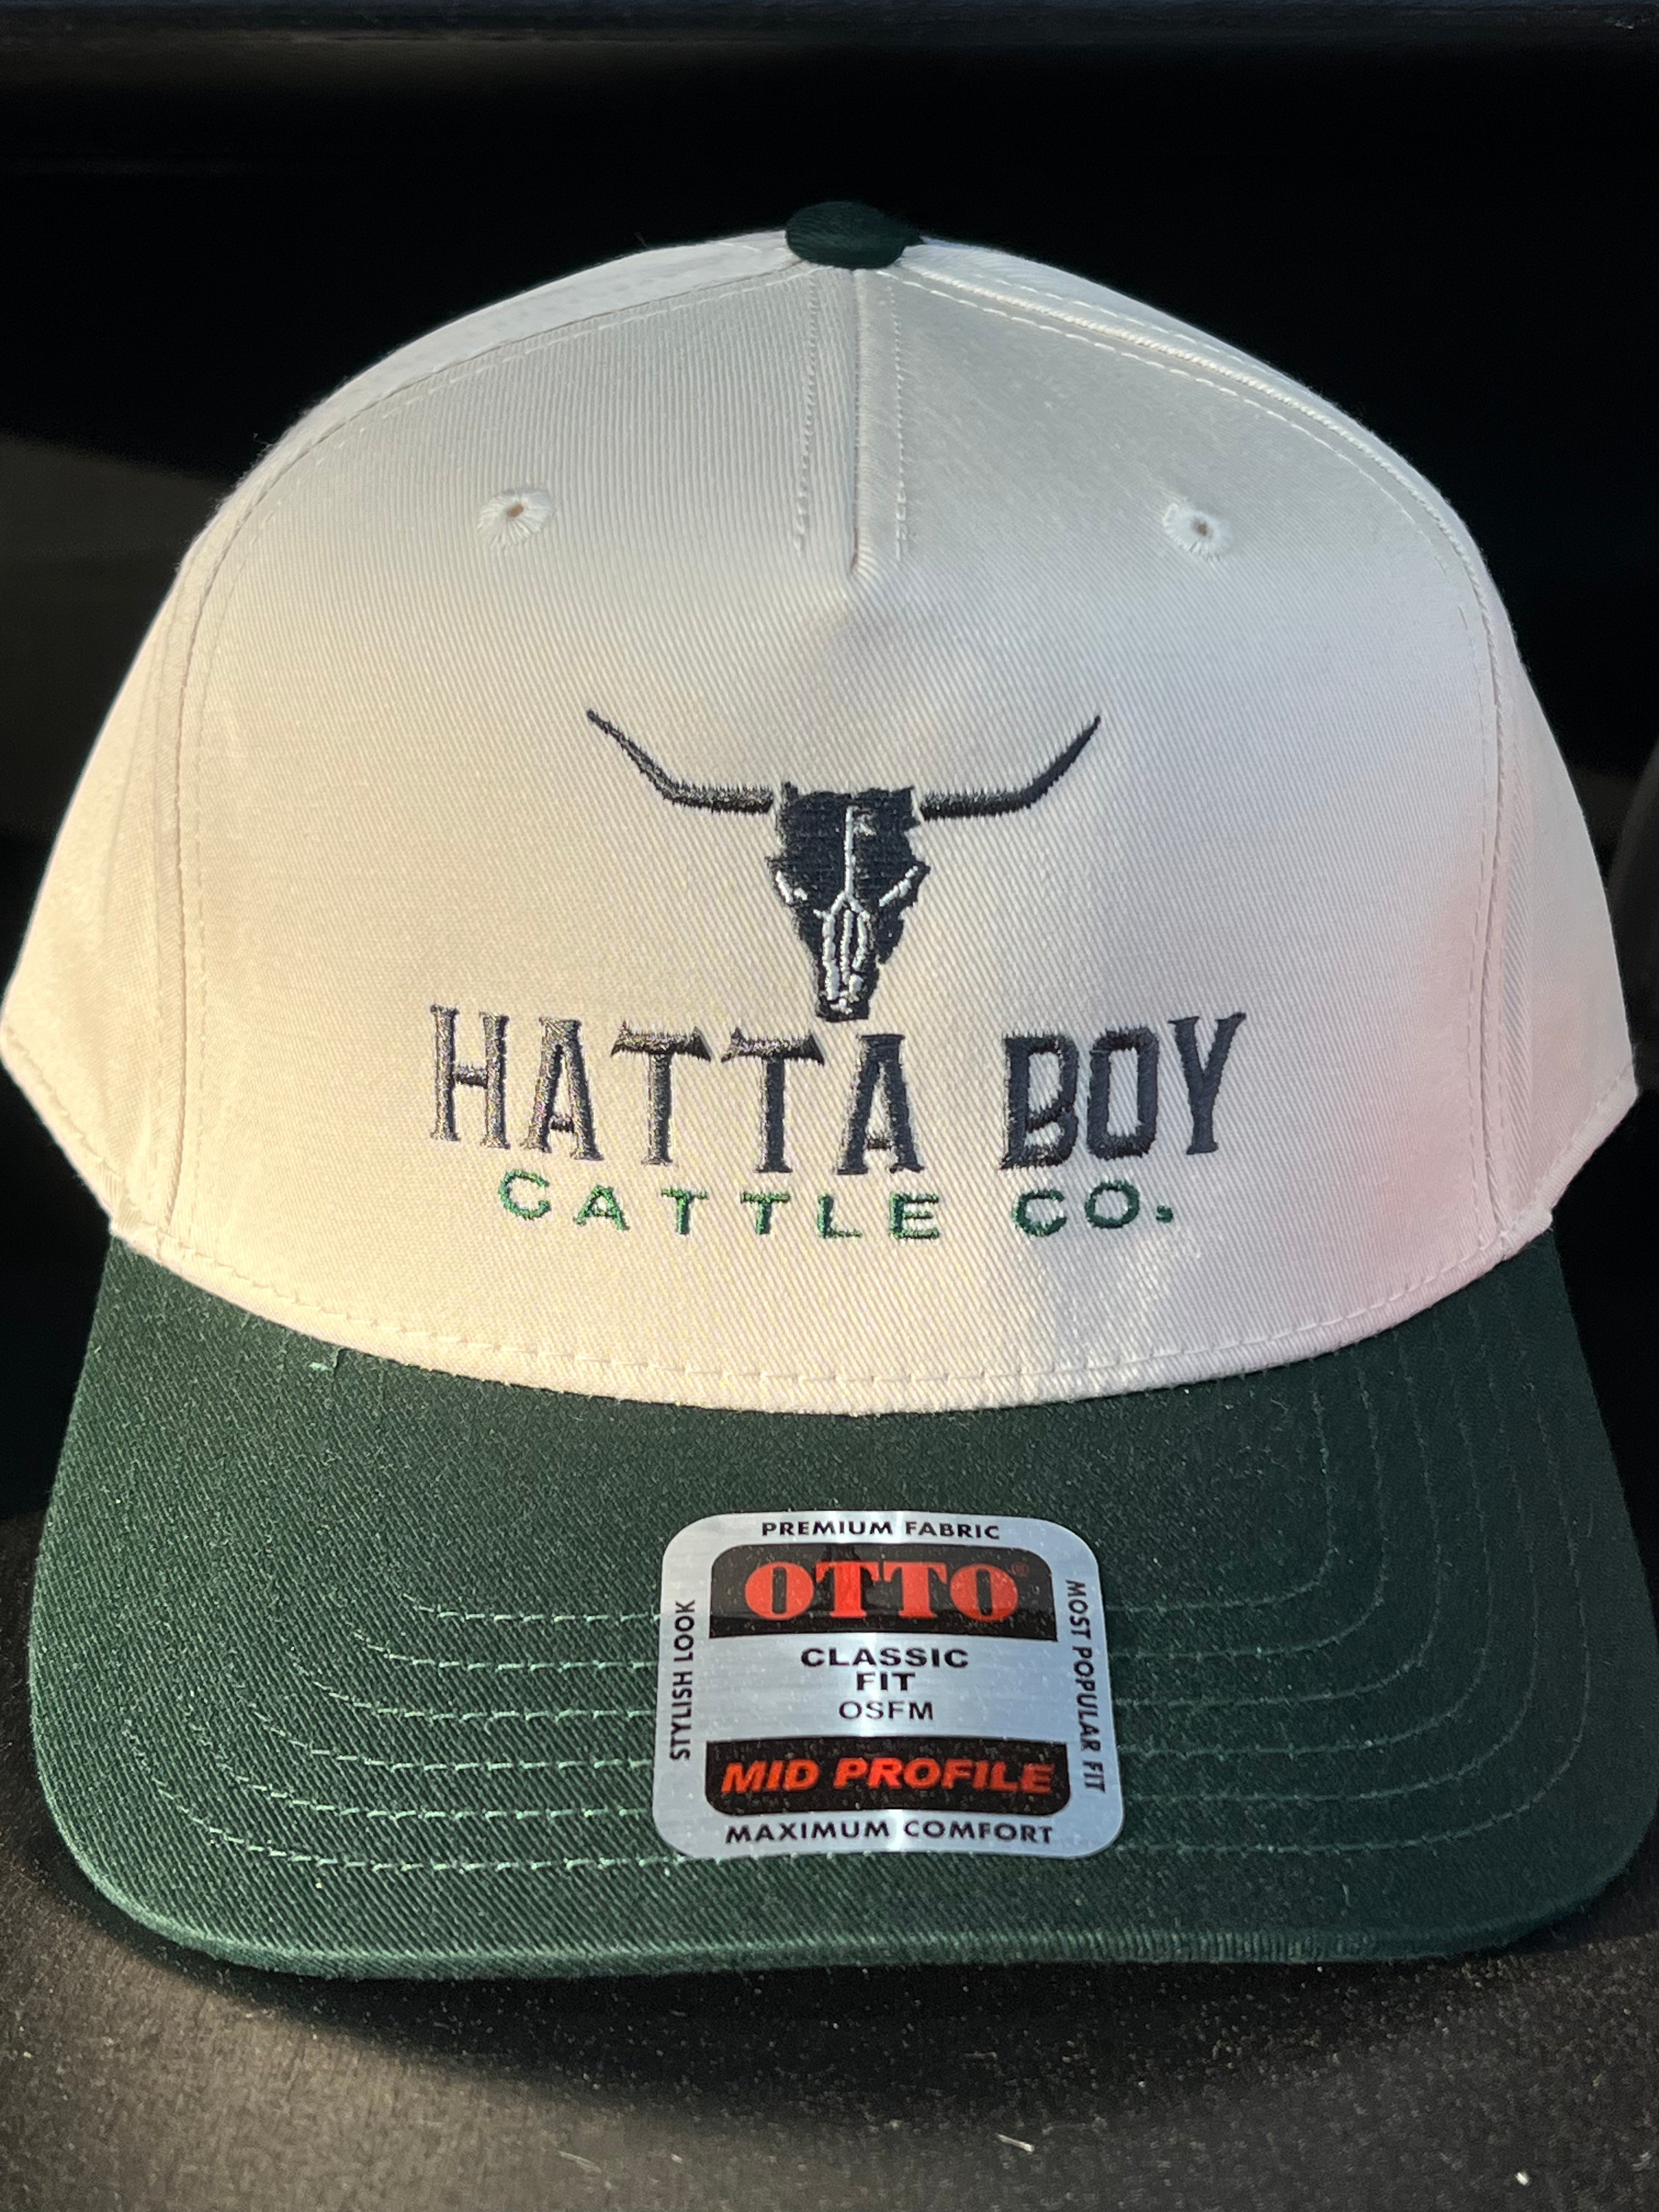 HATTA BOY
CATTLE CO.
PREMIUM FABRIC
OTTO®
STYLISH LOOK
CLASSIC
FIT
OSFM
MOST POPULAR FIT
MID PROFILE
MAXIMUM COMFORT